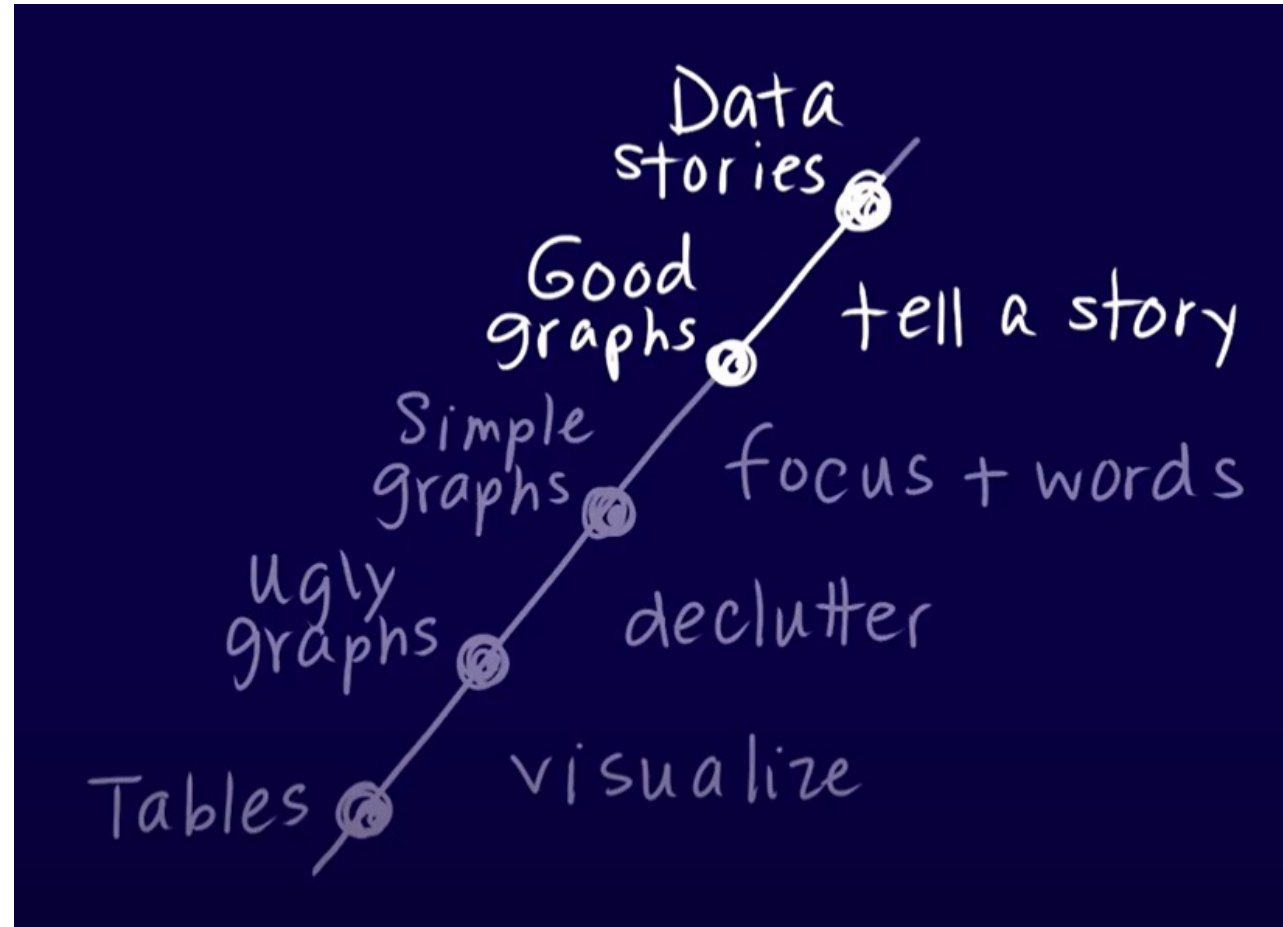 Data
stories
tell a story
Good
graphs
focus + words
Simple
graphs
declutter
Ugly
graphs
visualize
Tables